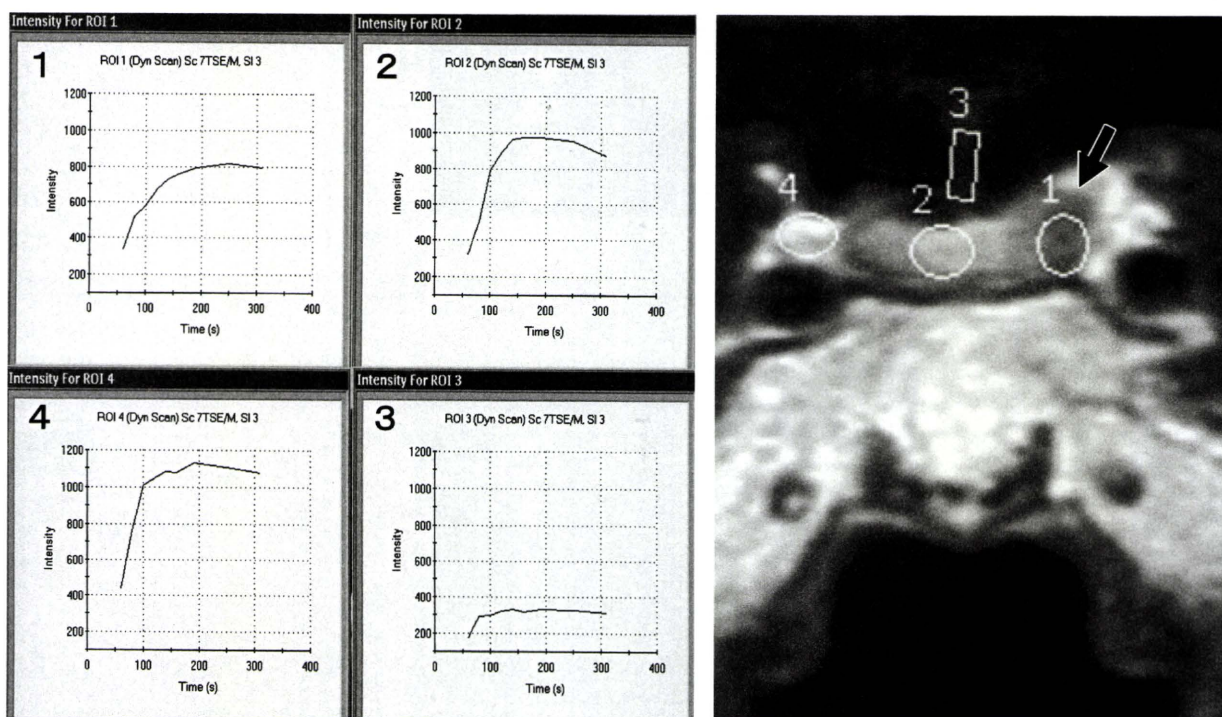 Intensity For ROI 1
1
ROI 1 (Dyn Scan) Sc 7TSE/M, SI 3
1200
1000
800
600
400
200
Intensity
0 100 200 300 400
Time (s)
Intensity For ROI 2
2
ROI 2 (Dyn Scan) Sc 7TSE/M, SI 3
1200
1000
800
600
400
200
Intensity
0 100 200 300 400
Time (s)
Intensity For ROI 4
4
ROI 4 (Dyn Scan) Sc 7TSE/M, SI 3
1200
1000
800
600
400
200
Intensity
0 100 200 300 400
Time (s)
Intensity For ROI 3
3
ROI 3 (Dyn Scan) Sc 7TSE/M, SI 3
1200
1000
800
600
400
200
Intensity
0 100 200 300 400
Time (s)
3
4
2
1